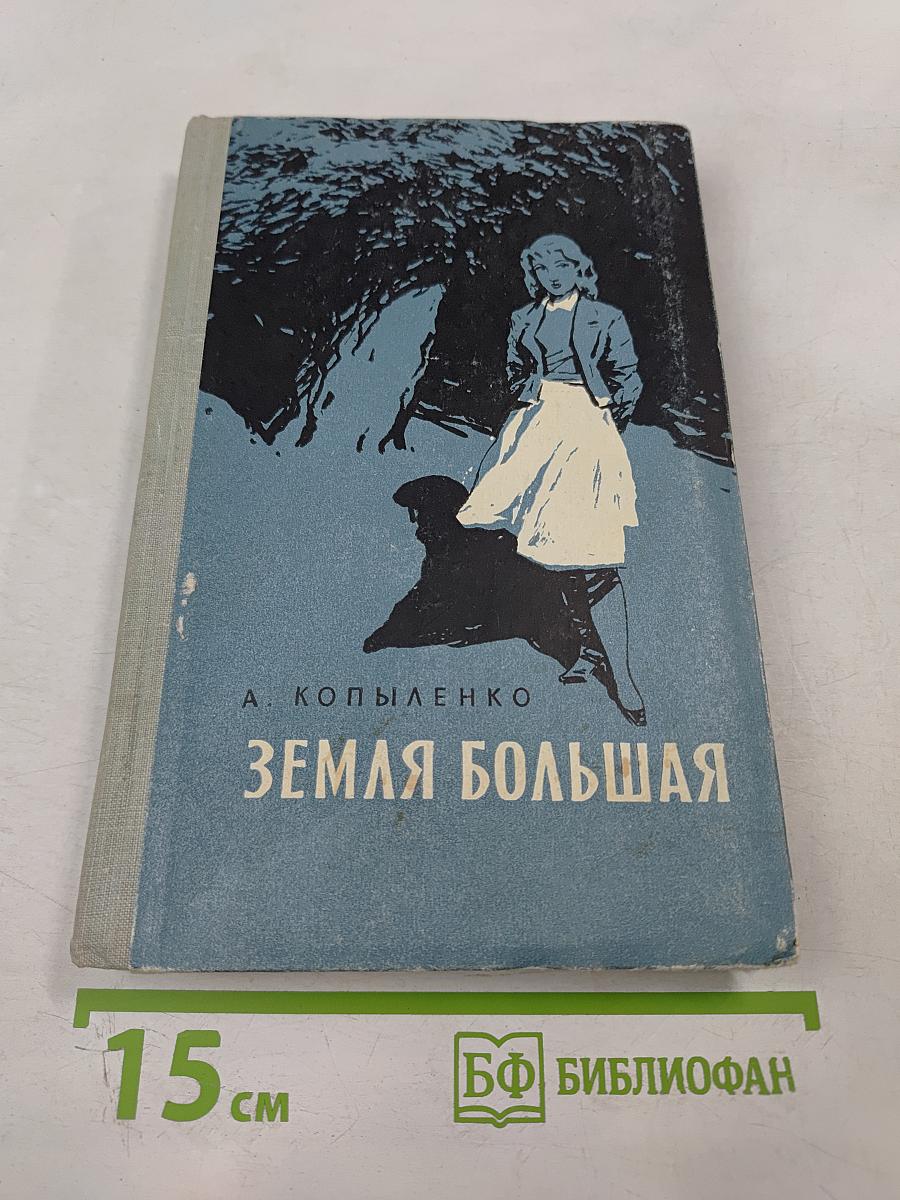 А. КОПЫЛЕНКО
ЗЕМЛЯ БОЛЬШАЯ
15 см
БФ БИБЛИОФАН